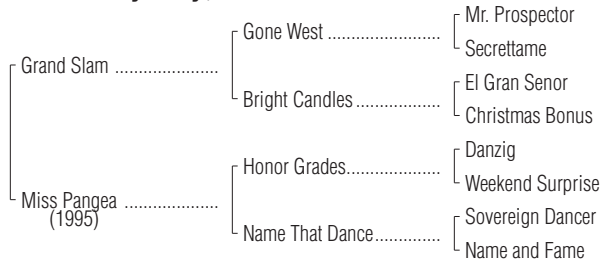 Mr. Prospector
Gone West ....................
Secrettame
Grand Slam ....................
El Gran Senor
Bright Candles................
Christmas Bonus
Danzig
Honor Grades..................
Weekend Surprise
Miss Pangea ..................
(1995)
Sovereign Dancer
Name That Dance.............
Name and Fame